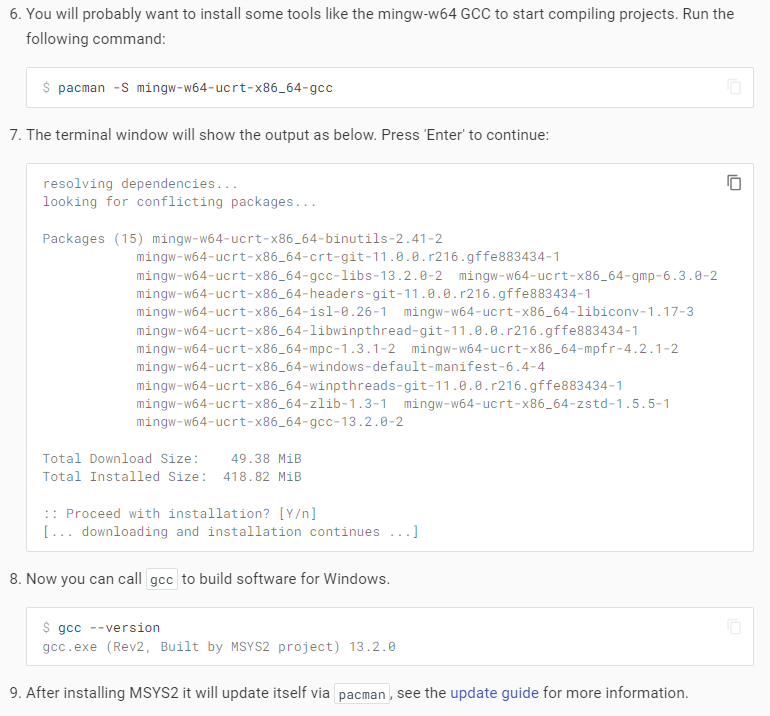 6. You will probably want to install some tools like the mingw-w64 GCC to start compiling projects. Run the
following command:
$ pacman -S mingw-w64-ucrt-x86_64-gcc
7. The terminal window will show the output as below. Press 'Enter' to continue:
resolving dependencies...
looking for conflicting packages...
Packages (15) mingw-w64-ucrt-x86_64-binutils-2.41-2
mingw-w64-ucrt-x86_64-crt-git-11.0.0.r216.gffe883434-1
mingw-w64-ucrt-x86_64-gcc-libs-13.2.0-2  mingw-w64-ucrt-x86_64-gmp-6.3.0-2
mingw-w64-ucrt-x86_64-headers-git-11.0.0.r216.gffe883434-1
mingw-w64-ucrt-x86_64-isl-0.26-1  mingw-w64-ucrt-x86_64-libiconv-1.17-3
mingw-w64-ucrt-x86_64-libwinpthread-git-11.0.0.r216.gffe883434-1
mingw-w64-ucrt-x86_64-mpc-1.3.1-2  mingw-w64-ucrt-x86_64-mpfr-4.2.1-2
mingw-w64-ucrt-x86_64-windows-default-manifest-6.4-4
mingw-w64-ucrt-x86_64-winpthreads-git-11.0.0.r216.gffe883434-1
mingw-w64-ucrt-x86_64-zlib-1.3-1  mingw-w64-ucrt-x86_64-zstd-1.5.5-1
mingw-w64-ucrt-x86_64-gcc-13.2.0-2
Total Download Size:    49.38 MiB
Total Installed Size:  418.82 MiB
:: Proceed with installation? [Y/n]
[... downloading and installation continues ...]
8. Now you can call gcc to build software for Windows.
$ gcc --version
gcc.exe (Rev2, Built by MSYS2 project) 13.2.0
9. After installing MSYS2 it will update itself via pacman, see the update guide for more information.